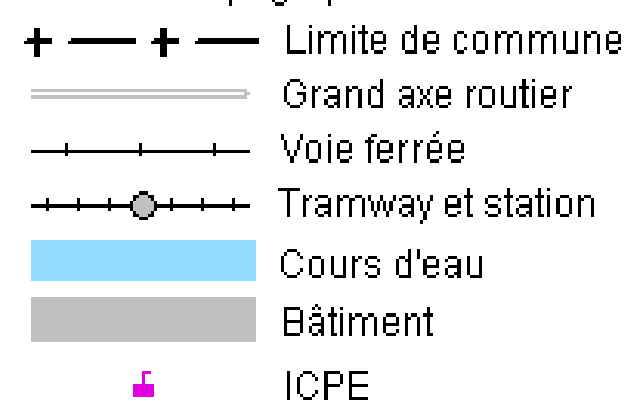 Limite de commune
Grand axe routier
Voie ferrée
Tramway et station
Cours d'eau
Bâtiment
ICPE